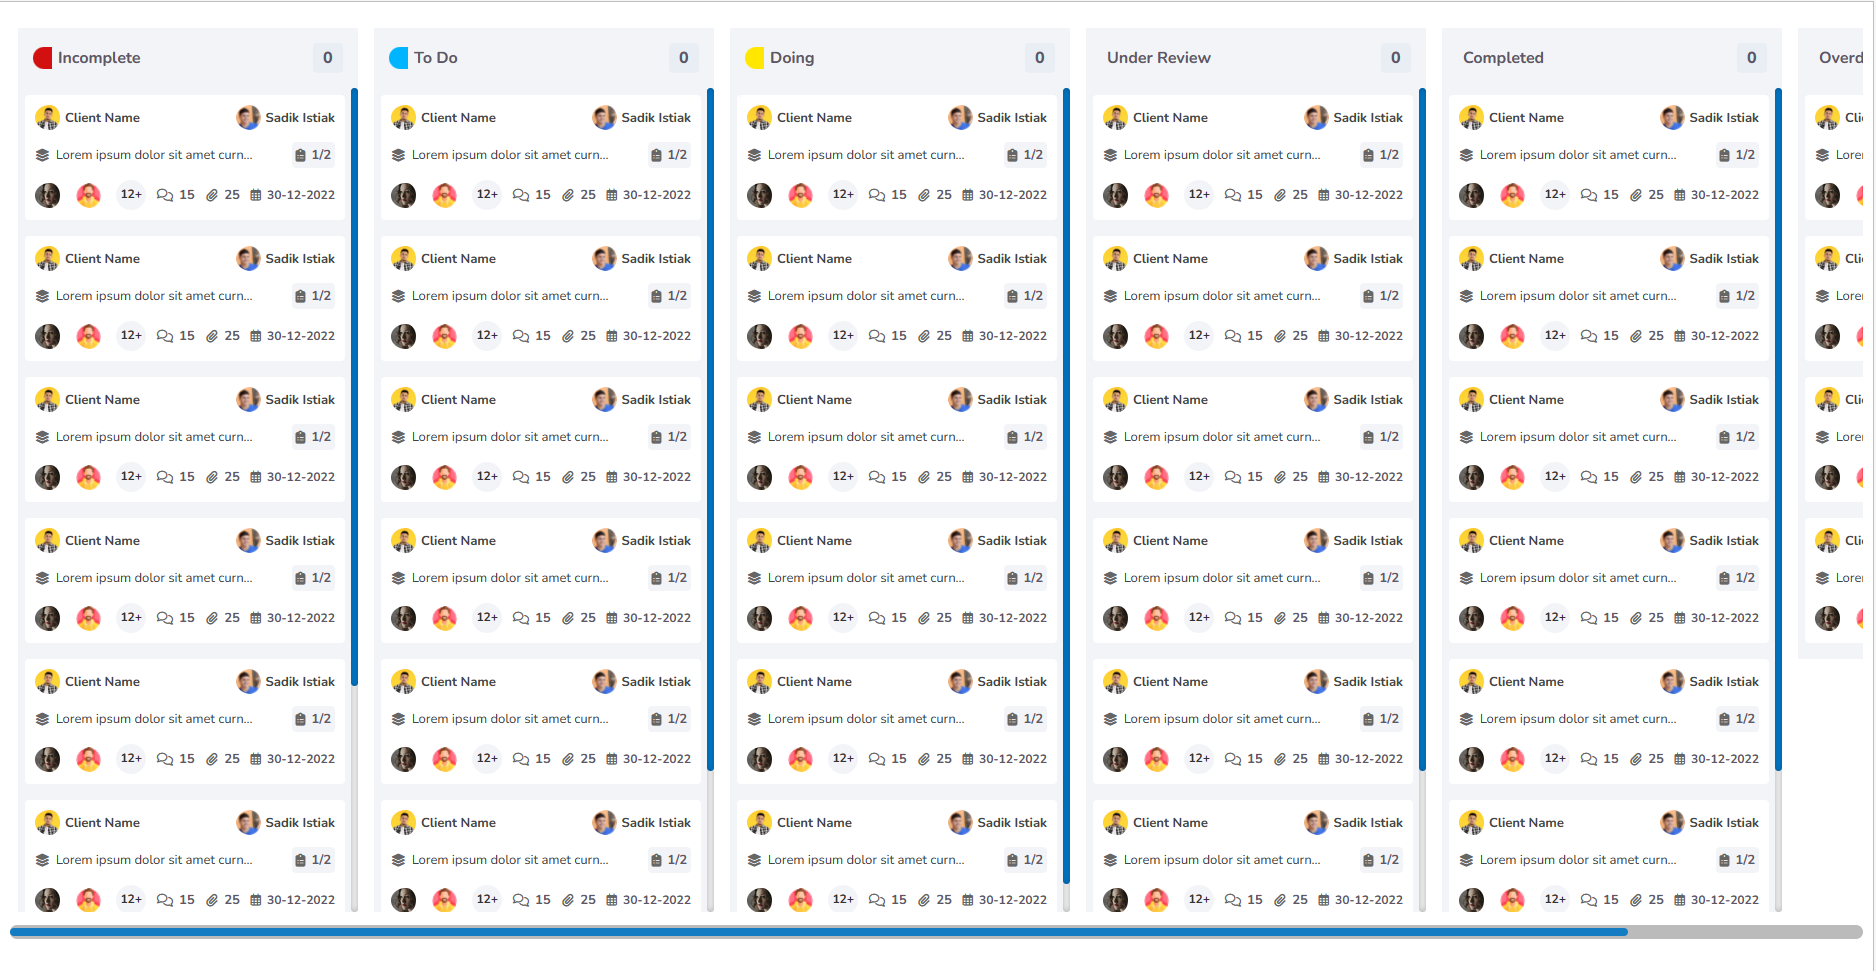 Incomplete 0
Client Name Sadik Istiak
Lorem ipsum dolor sit amet curn... 1/2
12+ 15 25 30-12-2022
Client Name Sadik Istiak
Lorem ipsum dolor sit amet curn... 1/2
12+ 15 25 30-12-2022
Client Name Sadik Istiak
Lorem ipsum dolor sit amet curn... 1/2
12+ 15 25 30-12-2022
Client Name Sadik Istiak
Lorem ipsum dolor sit amet curn... 1/2
12+ 15 25 30-12-2022
Client Name Sadik Istiak
Lorem ipsum dolor sit amet curn... 1/2
12+ 15 25 30-12-2022
Client Name Sadik Istiak
Lorem ipsum dolor sit amet curn... 1/2
12+ 15 25 30-12-2022
To Do 0
Client Name Sadik Istiak
Lorem ipsum dolor sit amet curn... 1/2
12+ 15 25 30-12-2022
Client Name Sadik Istiak
Lorem ipsum dolor sit amet curn... 1/2
12+ 15 25 30-12-2022
Client Name Sadik Istiak
Lorem ipsum dolor sit amet curn... 1/2
12+ 15 25 30-12-2022
Client Name Sadik Istiak
Lorem ipsum dolor sit amet curn... 1/2
12+ 15 25 30-12-2022
Client Name Sadik Istiak
Lorem ipsum dolor sit amet curn... 1/2
12+ 15 25 30-12-2022
Client Name Sadik Istiak
Lorem ipsum dolor sit amet curn... 1/2
12+ 15 25 30-12-2022
Doing 0
Client Name Sadik Istiak
Lorem ipsum dolor sit amet curn... 1/2
12+ 15 25 30-12-2022
Client Name Sadik Istiak
Lorem ipsum dolor sit amet curn... 1/2
12+ 15 25 30-12-2022
Client Name Sadik Istiak
Lorem ipsum dolor sit amet curn... 1/2
12+ 15 25 30-12-2022
Client Name Sadik Istiak
Lorem ipsum dolor sit amet curn... 1/2
12+ 15 25 30-12-2022
Client Name Sadik Istiak
Lorem ipsum dolor sit amet curn... 1/2
12+ 15 25 30-12-2022
Client Name Sadik Istiak
Lorem ipsum dolor sit amet curn... 1/2
12+ 15 25 30-12-2022
Under Review 0
Client Name Sadik Istiak
Lorem ipsum dolor sit amet curn... 1/2
12+ 15 25 30-12-2022
Client Name Sadik Istiak
Lorem ipsum dolor sit amet curn... 1/2
12+ 15 25 30-12-2022
Client Name Sadik Istiak
Lorem ipsum dolor sit amet curn... 1/2
12+ 15 25 30-12-2022
Client Name Sadik Istiak
Lorem ipsum dolor sit amet curn... 1/2
12+ 15 25 30-12-2022
Client Name Sadik Istiak
Lorem ipsum dolor sit amet curn... 1/2
12+ 15 25 30-12-2022
Client Name Sadik Istiak
Lorem ipsum dolor sit amet curn... 1/2
12+ 15 25 30-12-2022
Completed 0
Client Name Sadik Istiak
Lorem ipsum dolor sit amet curn... 1/2
12+ 15 25 30-12-2022
Client Name Sadik Istiak
Lorem ipsum dolor sit amet curn... 1/2
12+ 15 25 30-12-2022
Client Name Sadik Istiak
Lorem ipsum dolor sit amet curn... 1/2
12+ 15 25 30-12-2022
Client Name Sadik Istiak
Lorem ipsum dolor sit amet curn... 1/2
12+ 15 25 30-12-2022
Client Name Sadik Istiak
Lorem ipsum dolor sit amet curn... 1/2
12+ 15 25 30-12-2022
Client Name Sadik Istiak
Lorem ipsum dolor sit amet curn... 1/2
12+ 15 25 30-12-2022
Overd
Cli
Lore
Cli
Lore
Cli
Lore
Cli
Lore